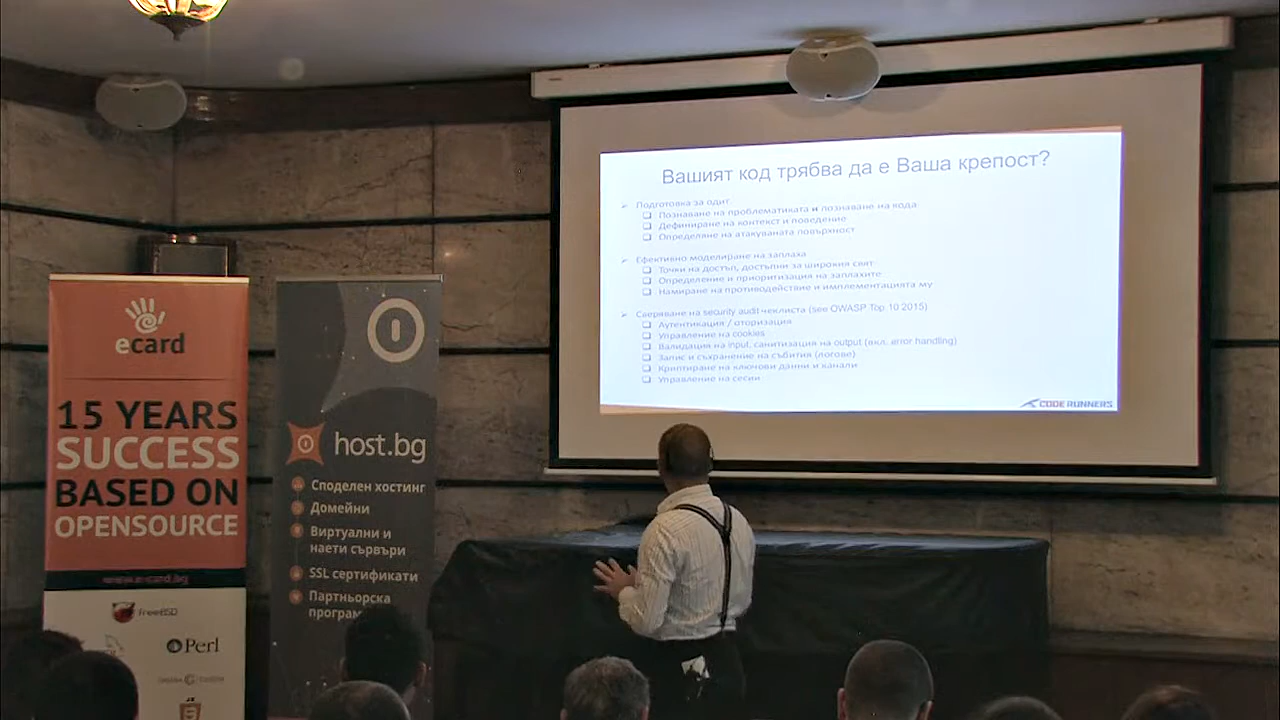 Вашият код трябва да е Ваша крепост?
Подготовка за одит
Познаване на проблематиката и познаване на кода
Дефиниране на контекст и поведение
Определяне на атакуваната повърхност
Ефективно моделиране на заплаха
Точки на достъп, достъпни за широкия свят
Определение и приоритизация на заплахите
Намиране на противодействие и имплементацията му
Сверяване на security audit чеклиста (see OWASP Top 10 2015)
Аутентикация / оторизация
Управление на cookies
Валидация на input, санитизация на output (вкл. error handling)
Запис и съхранение на събития (логове)
Криптиране на ключови данни и канали
Управление на сесии
CODE RUNNERS
ecard
15 YEARS
SUCCESS
BASED ON
OPENSOURCE
www.e-card.bg
FreeBSD
Perl
host.bg
Споделен хостинг
Домейни
Виртуални и
наети сървъри
SSL сертификати
Партньорска